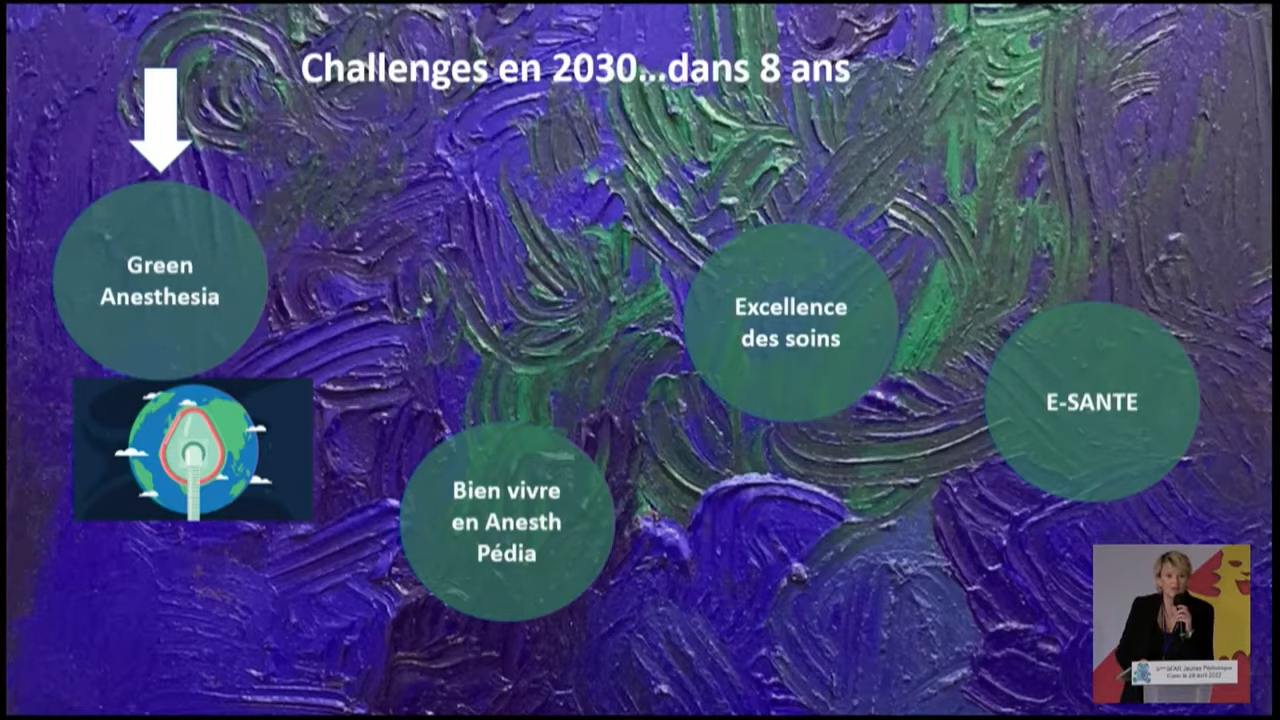 Challenges en 2030...dans 8 ans
Green
Anesthesia
Excellence
des soins
E-SANTE
Bien vivre
en Anesth
Pédia